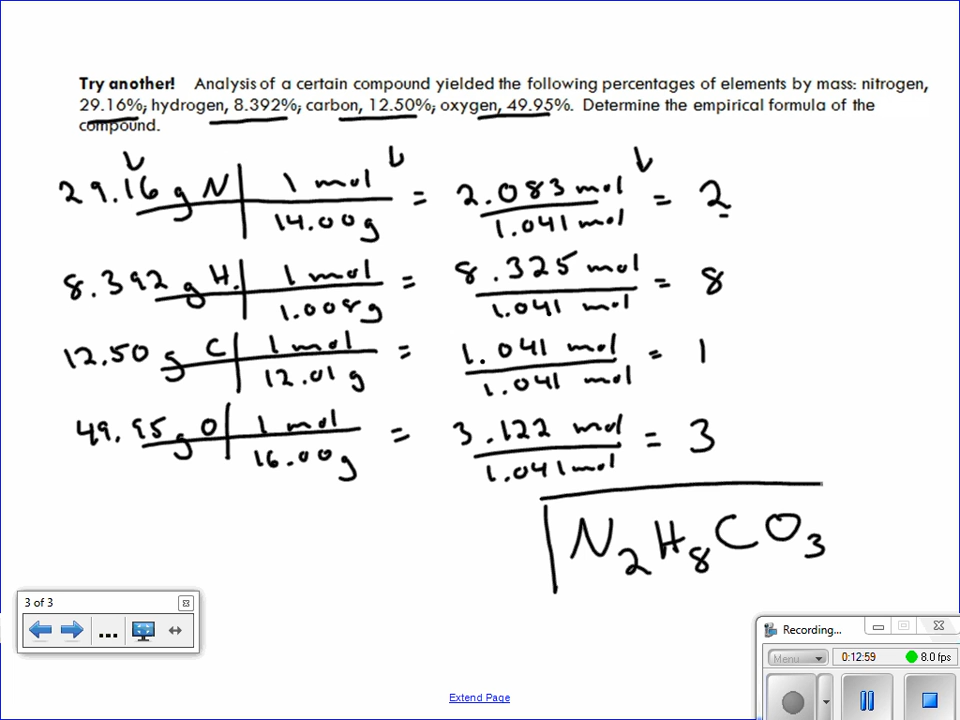 Try another! Analysis of a certain compound yielded the following percentages of elements by mass: nitrogen,
29.16%; hydrogen, 8.392%; carbon, 12.50%; oxygen, 49.95%. Determine the empirical formula of the
compound.
29.16 g N | 1 mol / 14.00g = 2.083 mol / 1.041 mol = 2
8.392 g H. | 1 mol / 1.008g = 8.325 mol / 1.041 mol = 8
12.50 g C | 1 mol / 12.01 g = 1.041 mol / 1.041 mol = 1
49.95 g O | 1 mol / 16.00g = 3.122 mol / 1.041 mol = 3
N₂H₈CO₃
3 of 3
...
Recording...
Menu
0:12:59 8.0 fps
Extend Page